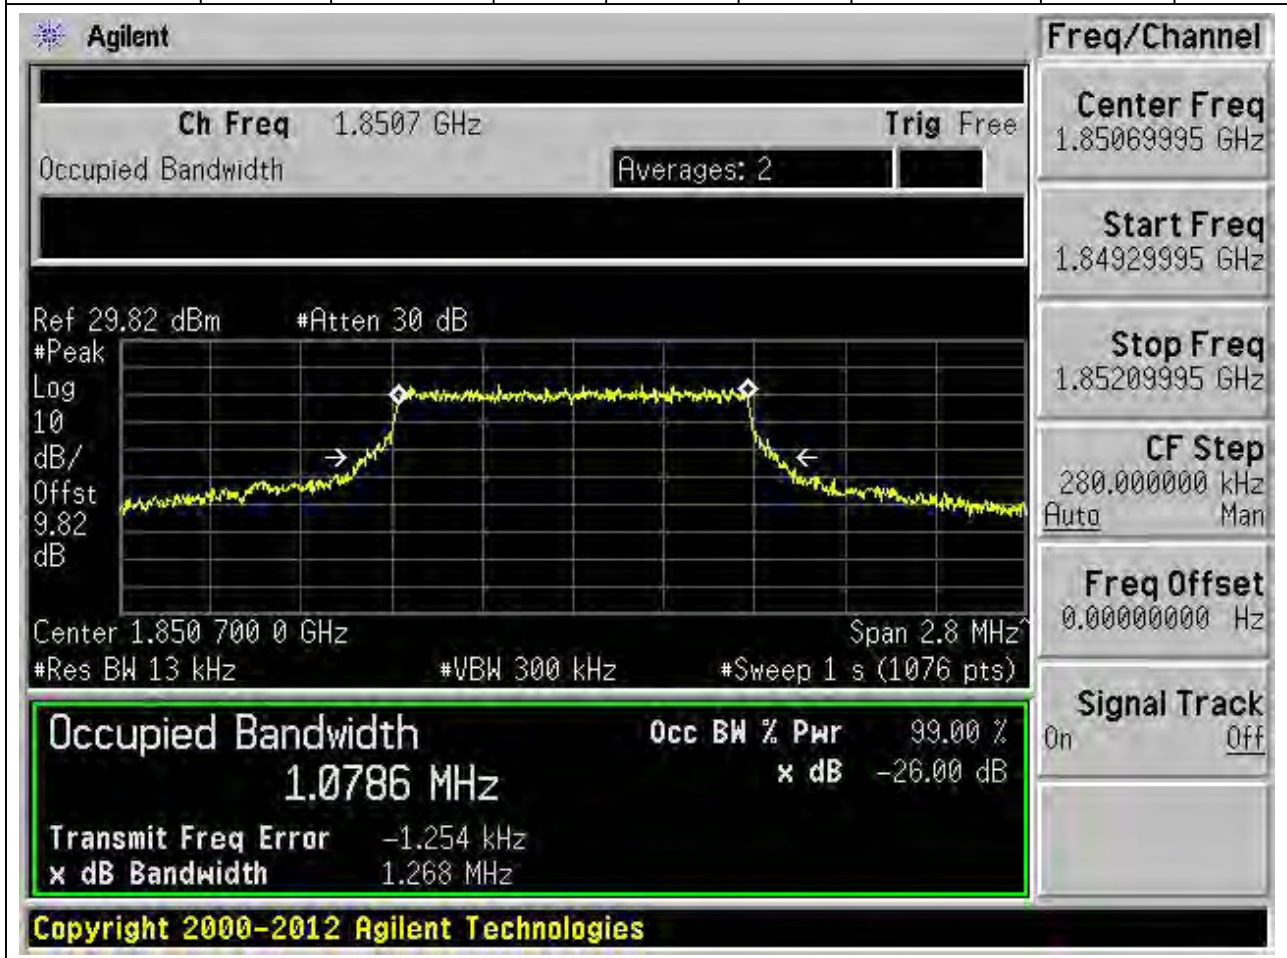 Agilent
Freq/Channel
Ch Freq 1.8507 GHz Trig Free
Occupied Bandwidth Averages: 2
Center Freq
1.85069995 GHz
Start Freq
1.84929995 GHz
Stop Freq
1.85209995 GHz
CF Step
280.000000 kHz
Auto Man
Freq Offset
0.00000000 Hz
Signal Track
On Off
Ref 29.82 dBm #Atten 30 dB
#Peak
Log
10
dB/
Offst
9.82
dB
Center 1.850 700 0 GHz Span 2.8 MHz^
#Res BW 13 kHz #VBW 300 kHz #Sweep 1 s (1076 pts)
Occupied Bandwidth Occ BW % Pwr 99.00 %
1.0786 MHz x dB -26.00 dB
Transmit Freq Error -1.254 kHz
x dB Bandwidth 1.268 MHz
Copyright 2000-2012 Agilent Technologies